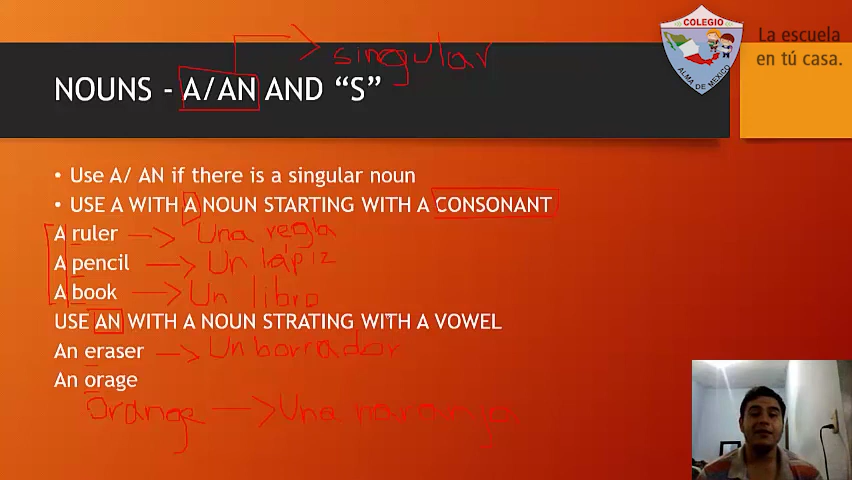 COLEGIO
ALMA DE MEXICO
La escuela
en tú casa.
singular
NOUNS - A/AN AND “S”
• Use A/ AN if there is a singular noun
• USE A WITH A NOUN STARTING WITH A CONSONANT
A ruler Una regla
A pencil Un lápiz
A book Un libro
USE AN WITH A NOUN STRATING WITH A VOWEL
An eraser Un borrador
An orage
Orange Una naranja